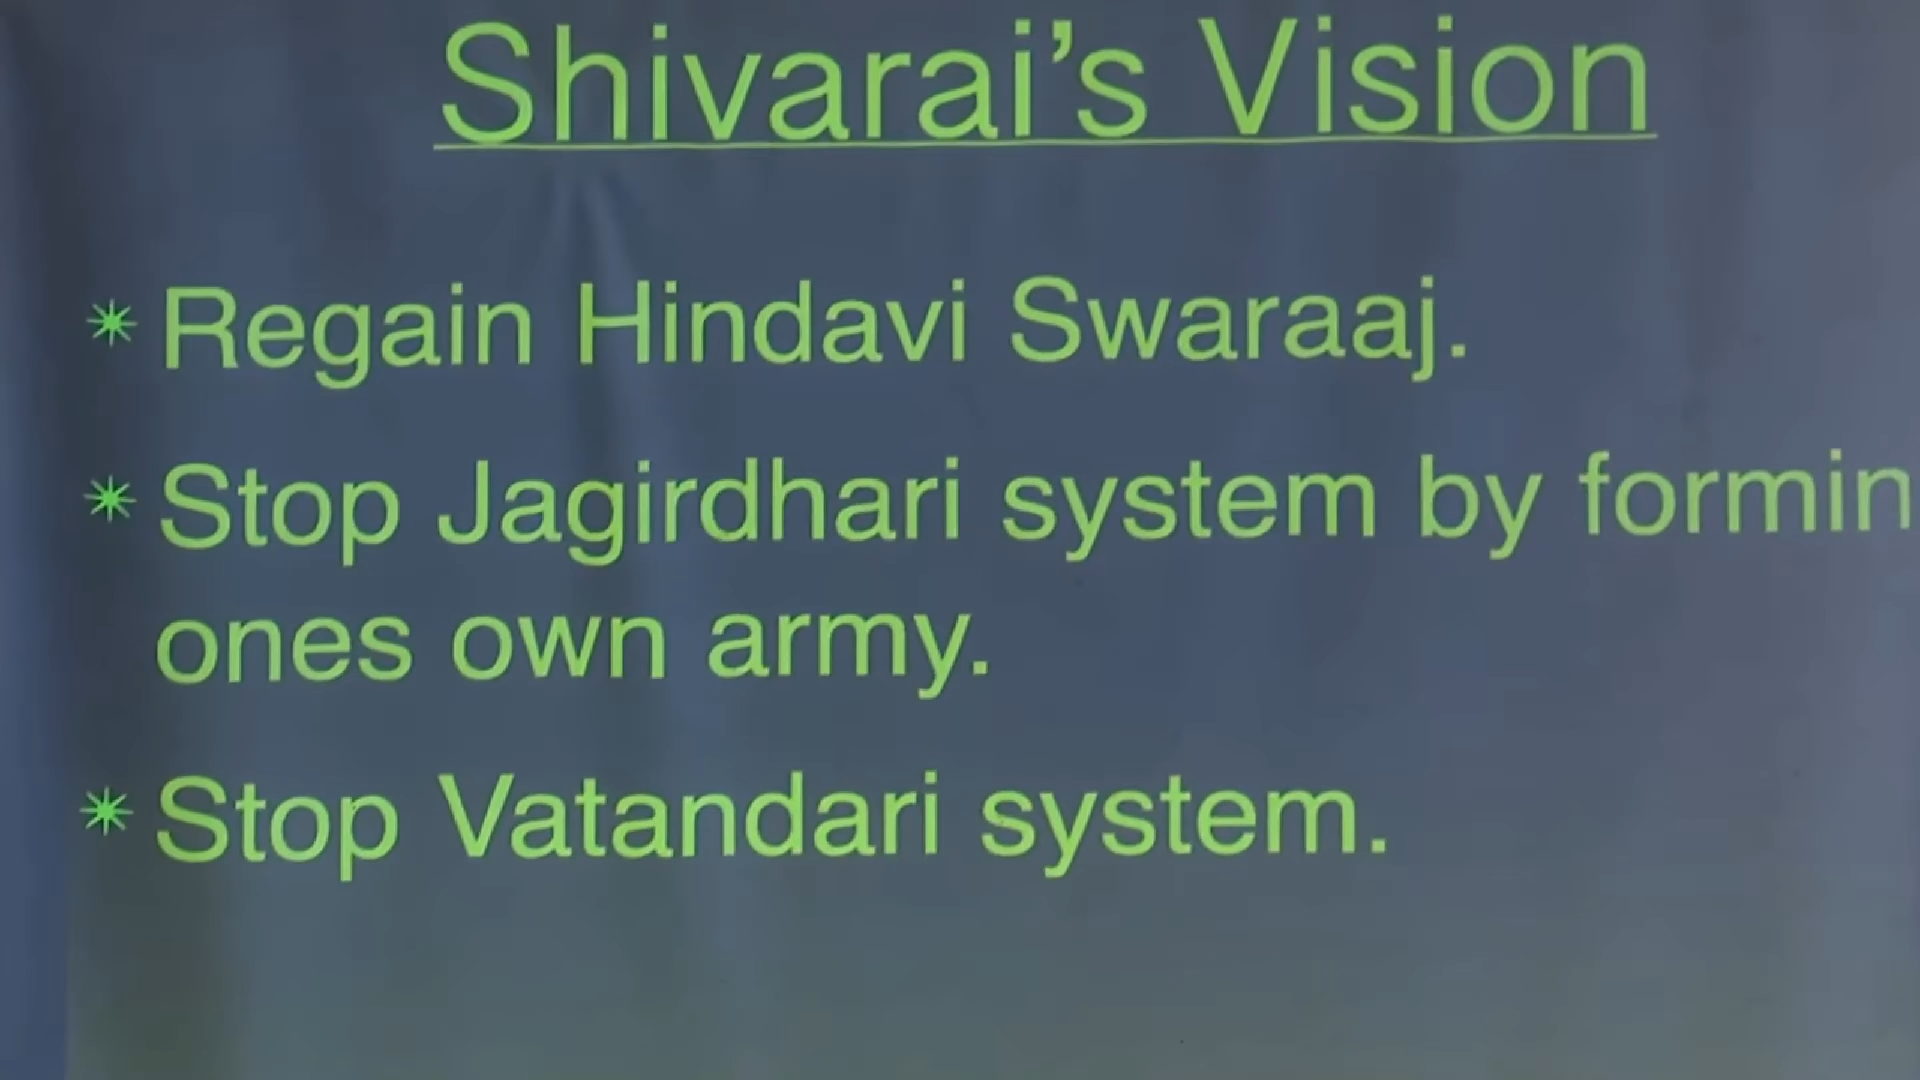 Shivarai's Vision
* Regain Hindavi Swaraaj.
* Stop Jagirdhari system by formin
ones own army.
* Stop Vatandari system.